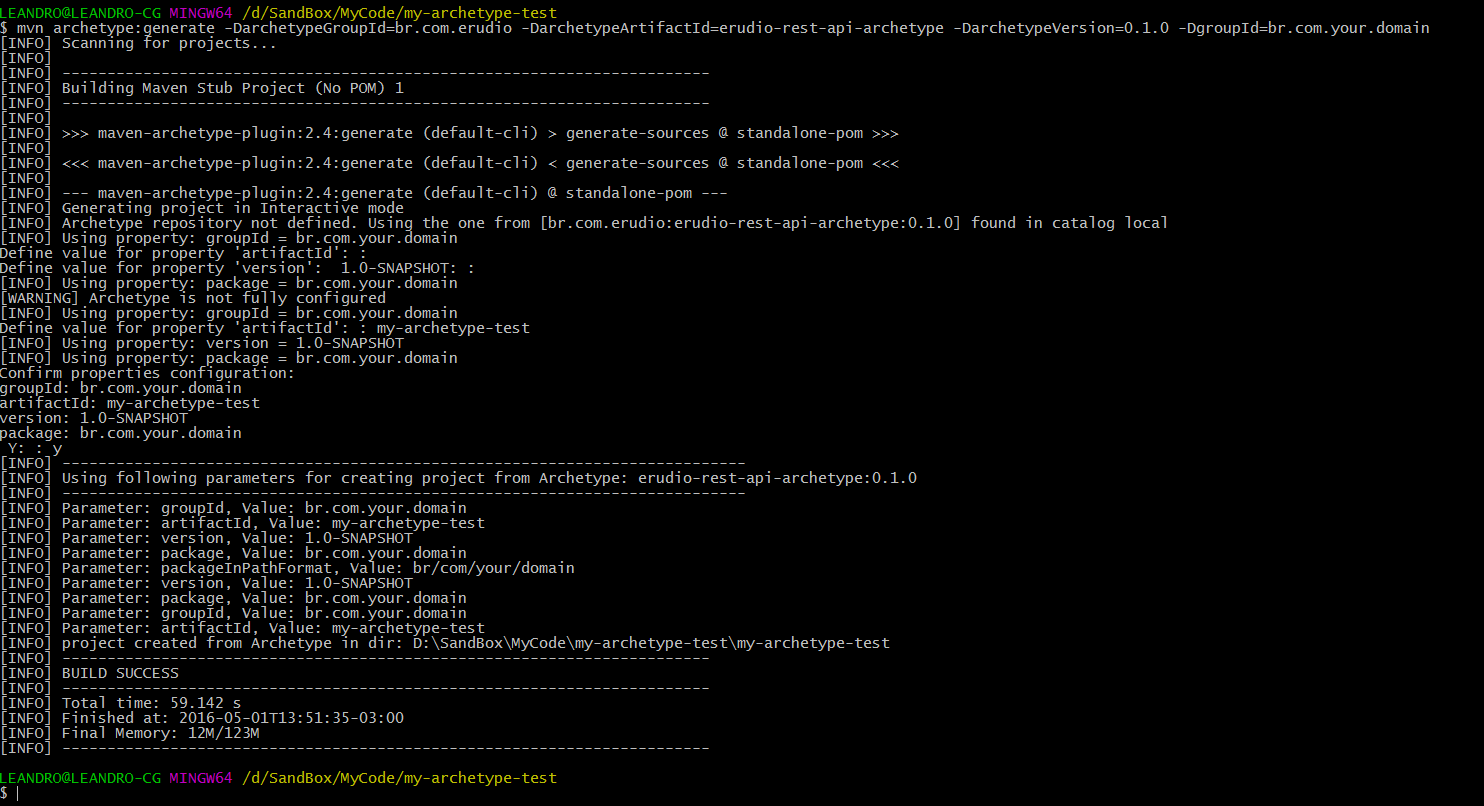 LEANDRO@LEANDRO-CG MINGW64 /d/SandBox/MyCode/my-archetype-test
$ mvn archetype:generate -DarchetypeGroupId=br.com.erudio -DarchetypeArtifactId=erudio-rest-api-archetype -DarchetypeVersion=0.1.0 -DgroupId=br.com.your.domain
[INFO] Scanning for projects...
[INFO]
[INFO] ------------------------------------------------------------------------
[INFO] Building Maven Stub Project (No POM) 1
[INFO] ------------------------------------------------------------------------
[INFO]
[INFO] >>> maven-archetype-plugin:2.4:generate (default-cli) > generate-sources @ standalone-pom >>>
[INFO]
[INFO] <<< maven-archetype-plugin:2.4:generate (default-cli) < generate-sources @ standalone-pom <<<
[INFO]
[INFO] --- maven-archetype-plugin:2.4:generate (default-cli) @ standalone-pom ---
[INFO] Generating project in Interactive mode
[INFO] Archetype repository not defined. Using the one from [br.com.erudio:erudio-rest-api-archetype:0.1.0] found in catalog local
[INFO] Using property: groupId = br.com.your.domain
Define value for property 'artifactId': :
Define value for property 'version':  1.0-SNAPSHOT: :
[INFO] Using property: package = br.com.your.domain
[WARNING] Archetype is not fully configured
[INFO] Using property: groupId = br.com.your.domain
Define value for property 'artifactId': : my-archetype-test
[INFO] Using property: version = 1.0-SNAPSHOT
[INFO] Using property: package = br.com.your.domain
Confirm properties configuration:
groupId: br.com.your.domain
artifactId: my-archetype-test
version: 1.0-SNAPSHOT
package: br.com.your.domain
 Y: : y
[INFO] ----------------------------------------------------------------------------
[INFO] Using following parameters for creating project from Archetype: erudio-rest-api-archetype:0.1.0
[INFO] ----------------------------------------------------------------------------
[INFO] Parameter: groupId, Value: br.com.your.domain
[INFO] Parameter: artifactId, Value: my-archetype-test
[INFO] Parameter: version, Value: 1.0-SNAPSHOT
[INFO] Parameter: package, Value: br.com.your.domain
[INFO] Parameter: packageInPathFormat, Value: br/com/your/domain
[INFO] Parameter: version, Value: 1.0-SNAPSHOT
[INFO] Parameter: package, Value: br.com.your.domain
[INFO] Parameter: groupId, Value: br.com.your.domain
[INFO] Parameter: artifactId, Value: my-archetype-test
[INFO] project created from Archetype in dir: D:\SandBox\MyCode\my-archetype-test\my-archetype-test
[INFO] ------------------------------------------------------------------------
[INFO] BUILD SUCCESS
[INFO] ------------------------------------------------------------------------
[INFO] Total time: 59.142 s
[INFO] Finished at: 2016-05-01T13:51:35-03:00
[INFO] Final Memory: 12M/123M
[INFO] ------------------------------------------------------------------------
LEANDRO@LEANDRO-CG MINGW64 /d/SandBox/MyCode/my-archetype-test
$